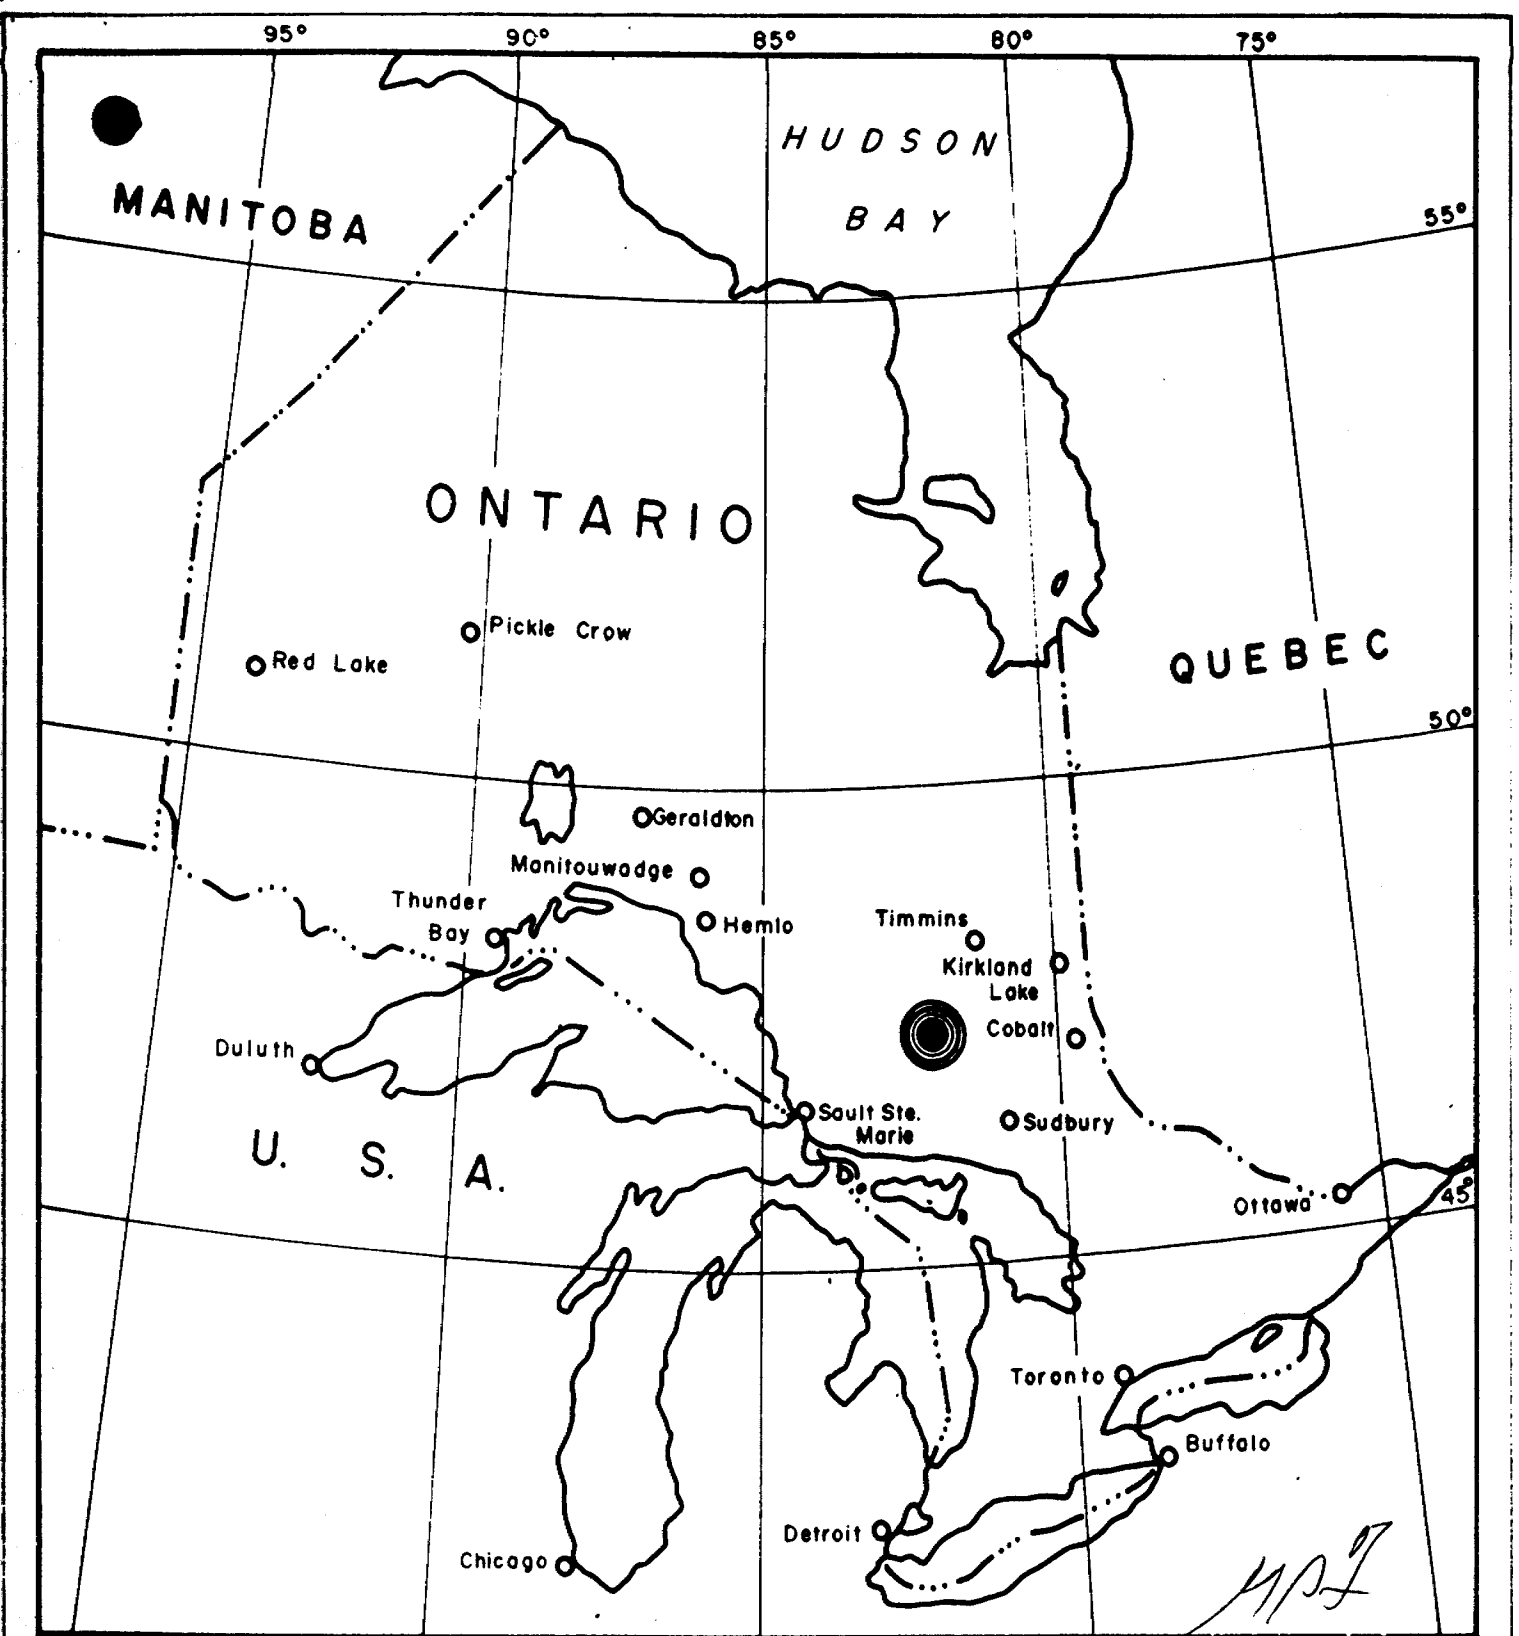 95° 90° 85° 80° 75°
HUDSON
BAY
MANITOBA
55°
ONTARIO
Pickle Crow
Red Lake
QUEBEC
50°
Geraldton
Manitouwadge
Thunder
Bay
Hemlo
Timmins
Kirkland
Lake
Cobalt
Duluth
Sault Ste.
Marie
Sudbury
U. S. A.
Ottawa
45°
Toronto
Buffalo
Detroit
Chicago